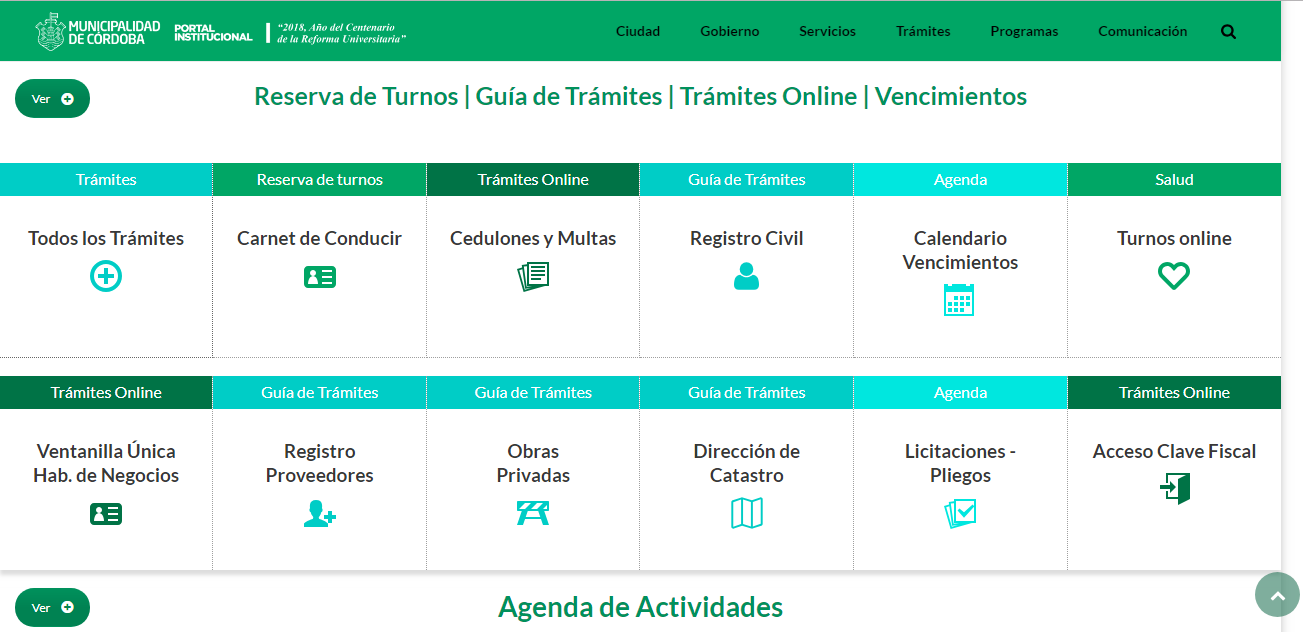 MUNICIPALIDAD
DE CÓRDOBA
PORTAL
INSTITUCIONAL
"2018, Año del Centenario
de la Reforma Universitaria"
Ciudad
Gobierno
Servicios
Trámites
Programas
Comunicación
Ver
Reserva de Turnos | Guía de Trámites | Trámites Online | Vencimientos
Trámites
Reserva de turnos
Trámites Online
Guía de Trámites
Agenda
Salud
Todos los Trámites
Carnet de Conducir
Cedulones y Multas
Registro Civil
Calendario
Vencimientos
Turnos online
Trámites Online
Guía de Trámites
Guía de Trámites
Guía de Trámites
Agenda
Trámites Online
Ventanilla Única
Hab. de Negocios
Registro
Proveedores
Obras
Privadas
Dirección de
Catastro
Licitaciones -
Pliegos
Acceso Clave Fiscal
Ver
Agenda de Actividades